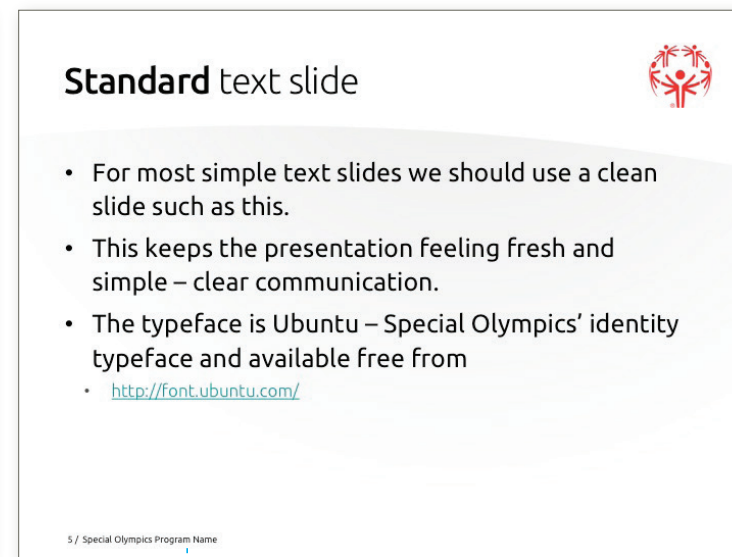 Standard text slide
• For most simple text slides we should use a clean
slide such as this.
• This keeps the presentation feeling fresh and
simple – clear communication.
• The typeface is Ubuntu – Special Olympics’ identity
typeface and available free from
• http://font.ubuntu.com/
5 / Special Olympics Program Name